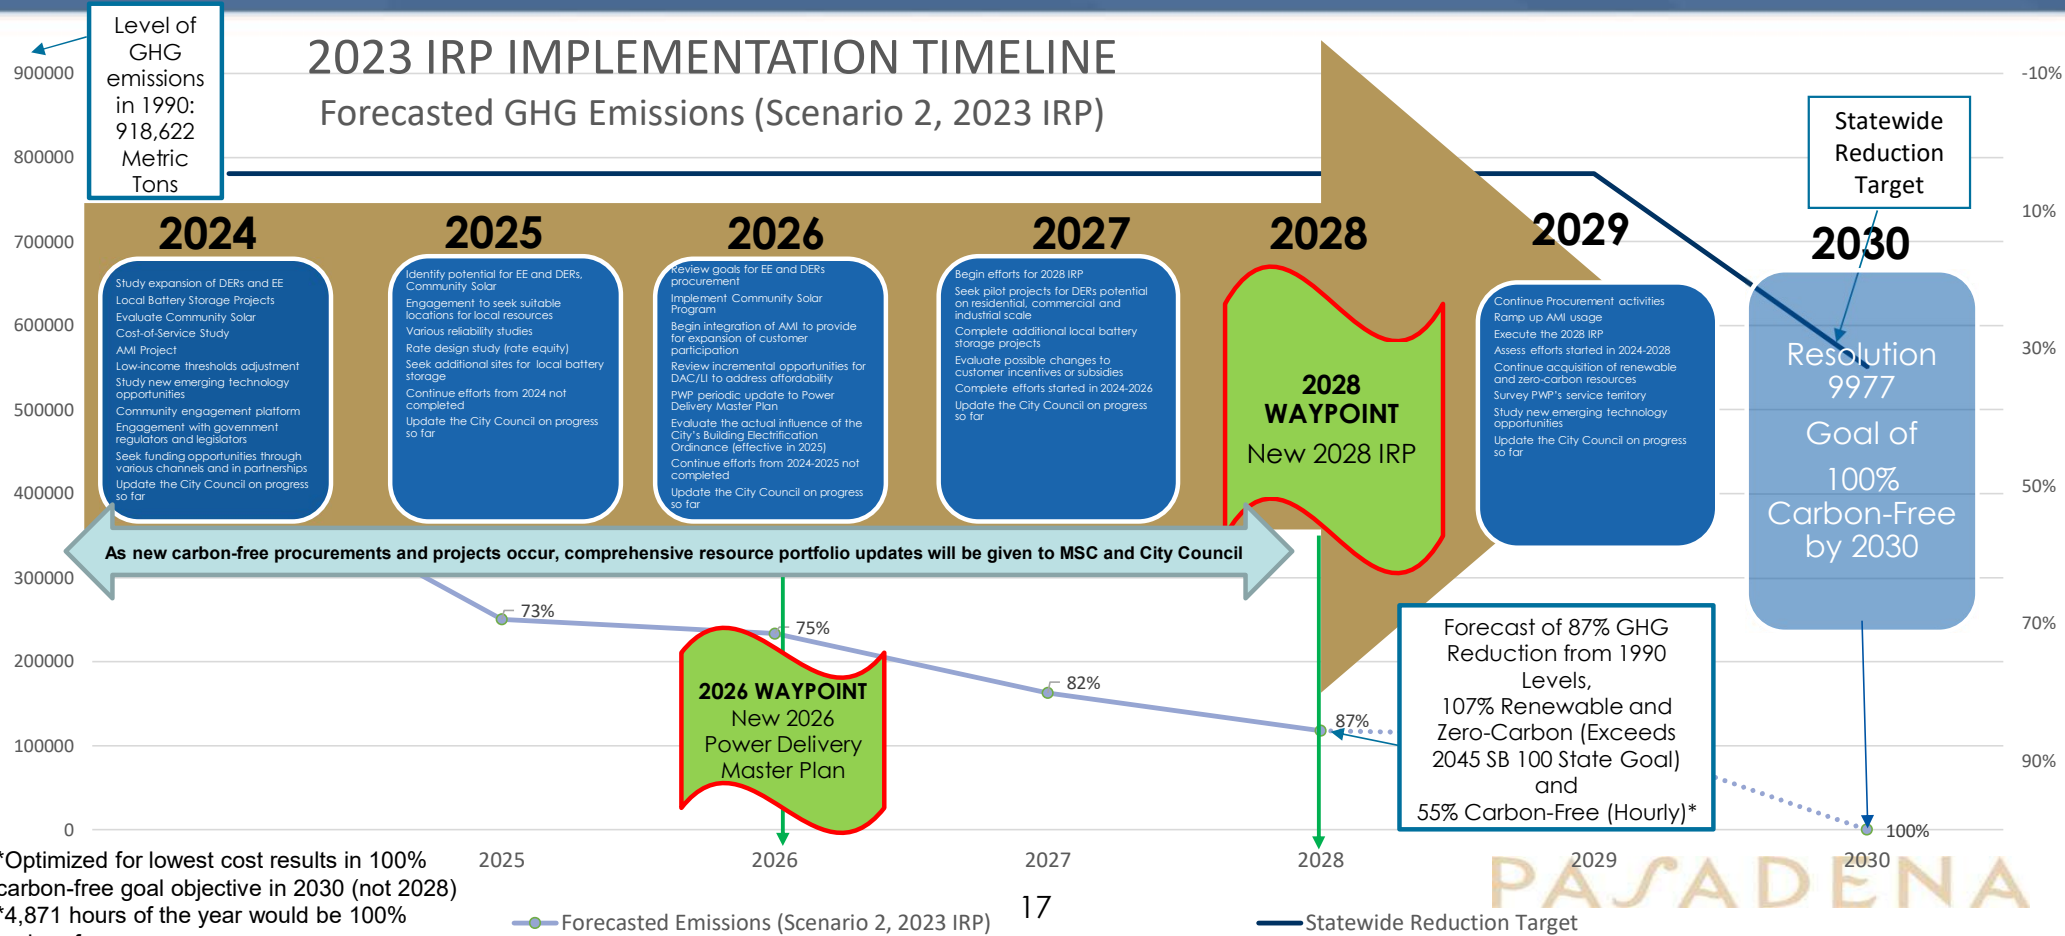 Level of
GHG
emissions
in 1990:
918,622
Metric
Tons
2023 IRP IMPLEMENTATION TIMELINE
Forecasted GHG Emissions (Scenario 2, 2023 IRP)
Statewide
Reduction
Target
900000
800000
700000
600000
500000
400000
300000
200000
100000
0
-10%
10%
30%
50%
70%
90%
2024
Study expansion of DERs and EE
Local Battery Storage Projects
Evaluate Community Solar
Cost-of-Service Study
AMI Project
Low-income thresholds adjustment
Study new emerging technology
opportunities
Community engagement platform
Engagement with government
regulators and legislators
Seek funding opportunities through
various channels and in partnerships
Update the City Council on progress
so far
2025
Identify potential for EE and DERs,
Community Solar
Engagement to seek suitable
locations for local resources
Various reliability studies
Rate design study (rate equity)
Seek additional sites for local battery
storage
Continue efforts from 2024 not
completed
Update the City Council on progress
so far
2026
Review goals for EE and DERs
procurement
Implement Community Solar
Program
Begin integration of AMI to provide
for expansion of customer
participation
Review incremental opportunities for
DAC/LI to address affordability
PWP periodic update to Power
Delivery Master Plan
Evaluate the actual influence of the
City's Building Electrification
Ordinance (effective in 2025)
Continue efforts from 2024-2025 not
completed
Update the City Council on progress
so far
2027
Begin efforts for 2028 IRP
Seek pilot projects for DERs potential
on residential, commercial and
industrial scale
Complete additional local battery
storage projects
Evaluate possible changes to
customer incentives or subsidies
Complete efforts started in 2024-2026
Update the City Council on progress
so far
2028
2028
WAYPOINT
New 2028 IRP
2029
Continue Procurement activities
Ramp up AMI usage
Execute the 2028 IRP
Assess efforts started in 2024-2028
Continue acquisition of renewable
and zero-carbon resources
Survey PWP's service territory
Study new emerging technology
opportunities
Update the City Council on progress
so far
2030
Resolution
9977
Goal of
100%
Carbon-Free
by 2030
As new carbon-free procurements and projects occur, comprehensive resource portfolio updates will be given to MSC and City Council
73%
75%
82%
87%
100%
2026 WAYPOINT
New 2026
Power Delivery
Master Plan
Forecast of 87% GHG
Reduction from 1990
Levels,
107% Renewable and
Zero-Carbon (Exceeds
2045 SB 100 State Goal)
and
55% Carbon-Free (Hourly)*
2025
2026
2027
2028
2029
2030
*Optimized for lowest cost results in 100%
carbon-free goal objective in 2030 (not 2028)
*4,871 hours of the year would be 100%
17
Forecasted Emissions (Scenario 2, 2023 IRP)
Statewide Reduction Target
PASADENA